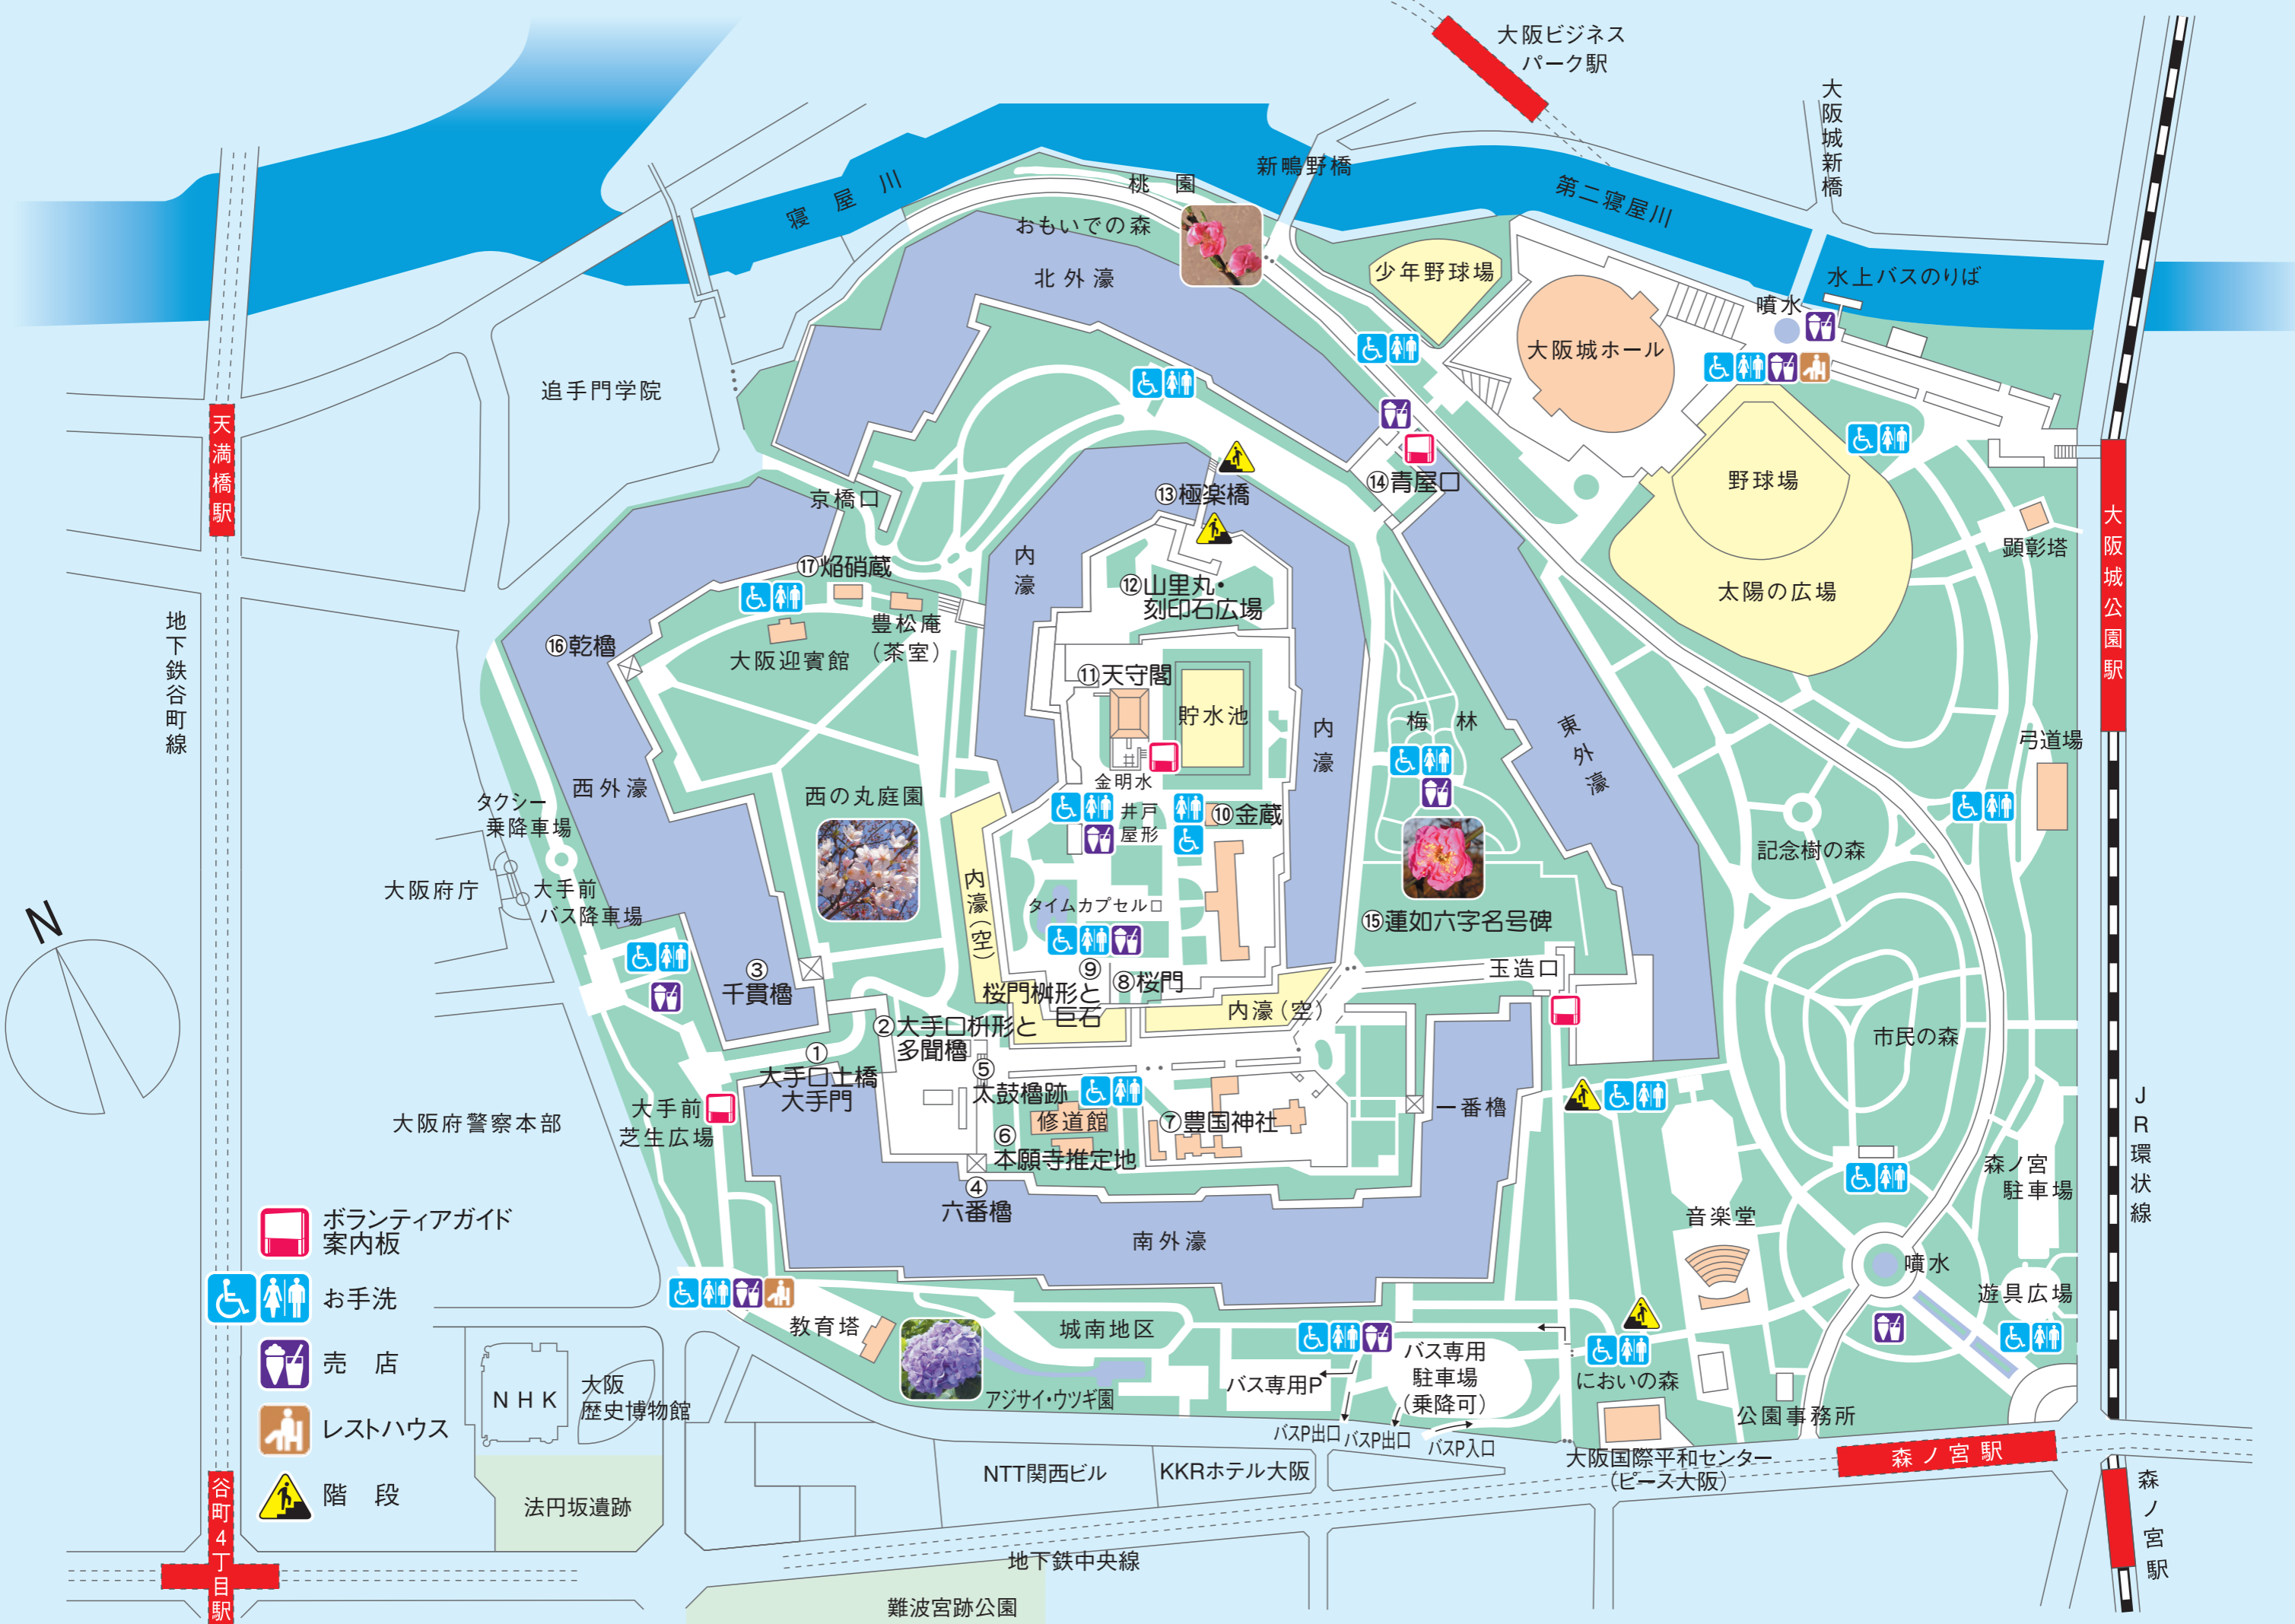 大阪ビジネス
パーク駅
大阪城新橋
新鴫野橋
寝屋川
第二寝屋川
桃園
おもいでの森
北外濠
少年野球場
水上バスのりば
噴水
大阪城ホール
追手門学院
天満橋駅
野球場
⑭青屋口
⑬極楽橋
京橋口
大阪城公園駅
顕彰塔
内濠
⑰焔硝蔵
⑫山里丸・
刻印石広場
太陽の広場
地下鉄谷町線
豊松庵
(茶室)
⑯乾櫓
大阪迎賓館
⑪天守閣
貯水池
梅林
内濠
東外濠
弓道場
金明水
西外濠
西の丸庭園
タクシー
乗降車場
井戸
屋形
⑩金蔵
記念樹の森
大阪府庁
大手前
バス降車場
内濠(空)
タイムカプセル
⑮蓮如六字名号碑
N
③
千貫櫓
⑨
桜門桝形と
巨石
⑧桜門
玉造口
内濠(空)
②大手口枡形と
多聞櫓
市民の森
①
大手口土橋
大手門
⑤
太鼓櫓跡
修道館
⑦豊国神社
一番櫓
大手前
芝生広場
大阪府警察本部
⑥
本願寺推定地
JR環状線
④
六番櫓
森ノ宮
駐車場
音楽堂
南外濠
噴水
遊具広場
ボランティアガイド
案内板
お手洗
売店
レストハウス
階段
教育塔
城南地区
バス専用P
バス専用
駐車場
(乗降可)
においの森
アジサイ・ウツギ園
NHK
大阪
歴史博物館
バスP出口
バスP出口
バスP入口
公園事務所
大阪国際平和センター
(ピース大阪)
森ノ宮駅
NTT関西ビル
KKRホテル大阪
法円坂遺跡
谷町4丁目駅
森ノ宮駅
地下鉄中央線
難波宮跡公園